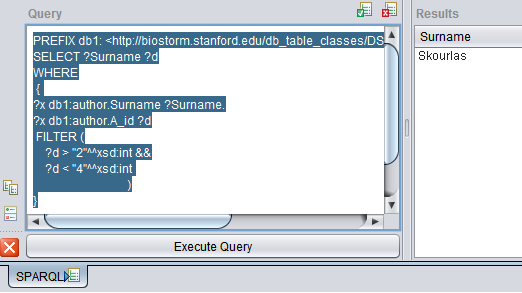 Query
Results
PREFIX db1: <http://biostorm.stanford.edu/db_table_classes/DS
SELECT ?Surname ?d
WHERE
{
?x db1:author.Surname ?Surname.
?x db1:author.A_id ?d
FILTER (
?d > "2"^^xsd:int &&
?d < "4"^^xsd:int
)
}
Surname
Skourlas
Execute Query
SPARQL